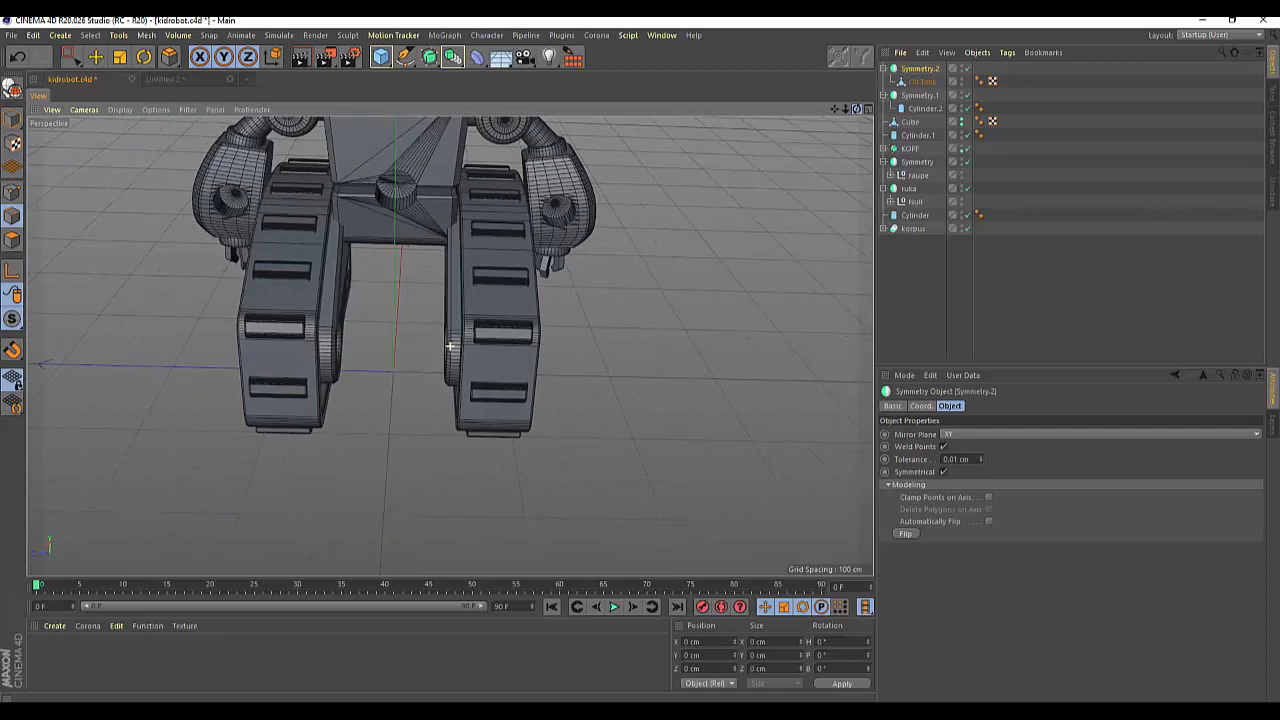 CINEMA 4D R20.026 Studio (RC - R20) - [kidrobot.c4d *] - Main
File Edit Create Select Tools Mesh Volume Snap Animate Simulate Render Sculpt Motion Tracker MoGraph Character Pipeline Plugins Corona Script Window Help
Layout: Startup (User)
File Edit View Objects Tags Bookmarks
kidrobot.c4d *
Untitled 2 *
View
View Cameras Display Options Filter Panel ProRender
Perspective
Symmetry.2
Symmetry.1
Cylinder.2
Cube
Cylinder.1
KOPF
Symmetry
raupe
ruka
Null
Cylinder
korpus
Mode Edit User Data
Symmetry Object [Symmetry.2]
Basic Coord. Object
Object Properties
Mirror Plane XY
Weld Points
Tolerance . . 0.01 cm
Symmetrical
Modeling
Clamp Points on Axis. . .
Delete Polygons on Axis
Automatically Flip . . . . .
Flip
Grid Spacing : 100 cm
0 5 10 15 20 25 30 35 40 45 50 55 60 65 70 75 80 85 90 0 F
0 F 0 F 90 F 90 F
Create Corona Edit Function Texture
Position Size Rotation
X 0 cm X 0 cm H 0 °
Y 0 cm Y 0 cm P 0 °
Z 0 cm Z 0 cm B 0 °
Object (Rel) Size Apply
MAXON
CINEMA 4D